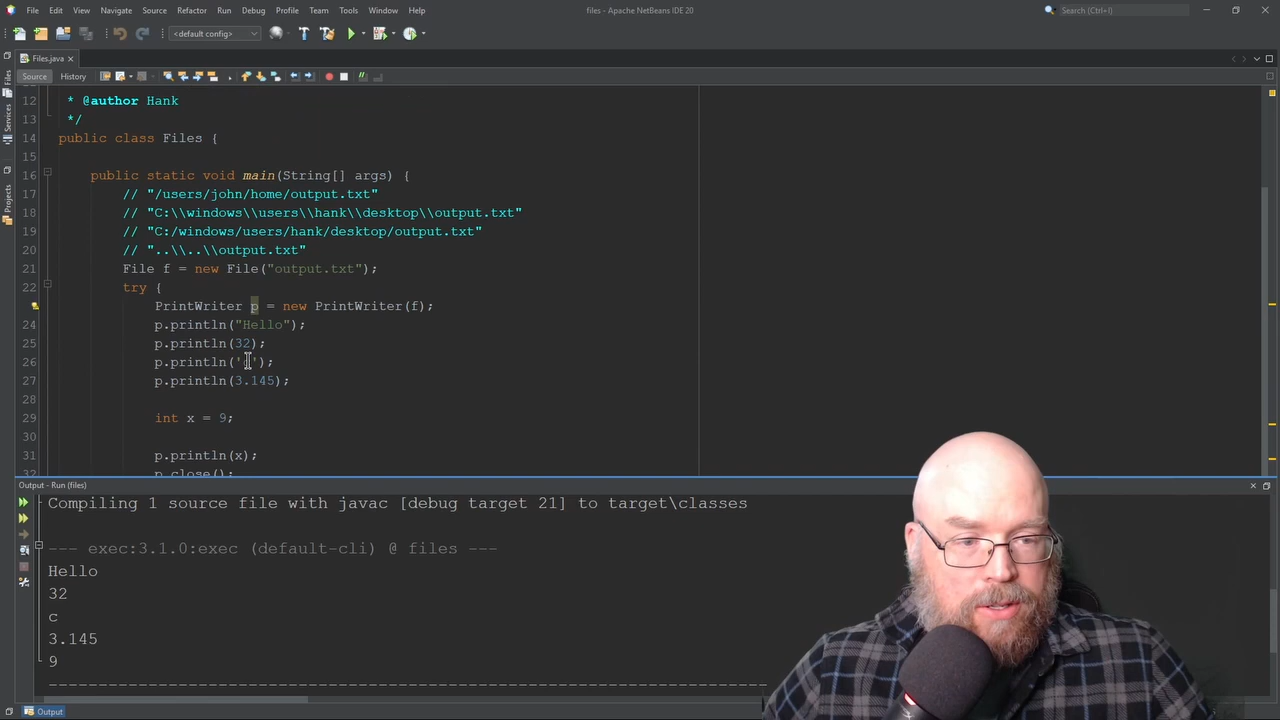 File Edit View Navigate Source Refactor Run Debug Profile Team Tools Window Help
files - Apache NetBeans IDE 20
Search (Ctrl+I)
<default config>
Files.java
Source History
Files
Services
Projects
12 * @author Hank
13 */
14 public class Files {
15
16 public static void main(String[] args) {
17 // "/users/john/home/output.txt"
18 // "C:\\windows\\users\\hank\\desktop\\output.txt"
19 // "C:/windows/users/hank/desktop/output.txt"
20 // "..\\..\\output.txt"
21 File f = new File("output.txt");
22 try {
PrintWriter p = new PrintWriter(f);
24 p.println("Hello");
25 p.println(32);
26 p.println('c');
27 p.println(3.145);
28
29 int x = 9;
30
31 p.println(x);
32 p.close();
Output - Run (files)
Compiling 1 source file with javac [debug target 21] to target\classes
--- exec:3.1.0:exec (default-cli) @ files ---
Hello
32
c
3.145
9
------------------------------------------------------------------------
Output